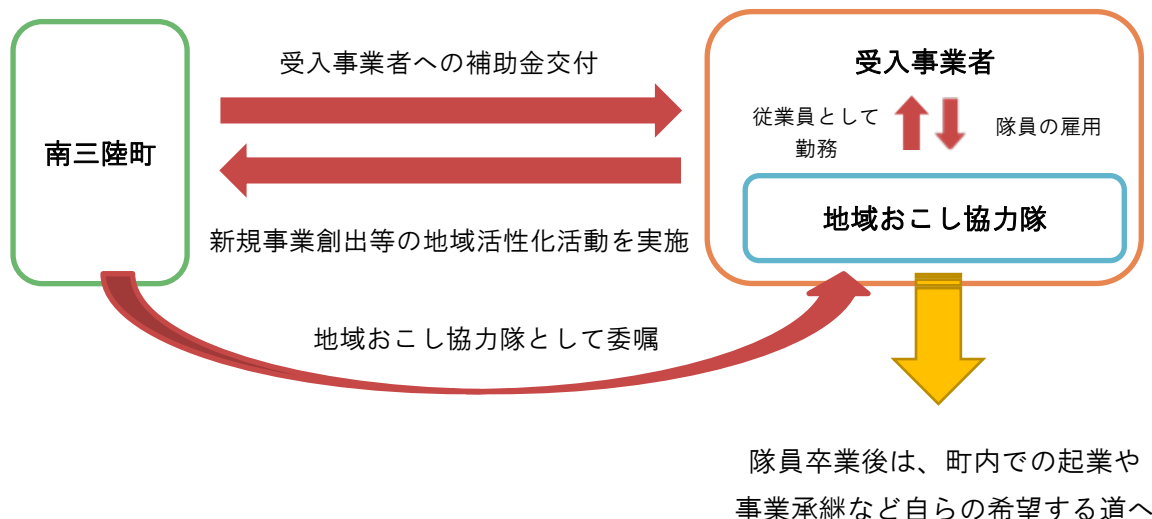 受入事業者への補助金交付
南三陸町
新規事業創出等の地域活性化活動を実施
地域おこし協力隊として委嘱
受入事業者
従業員として
勤務
隊員の雇用
地域おこし協力隊
隊員卒業後は、町内での起業や
事業承継など自らの希望する道へ